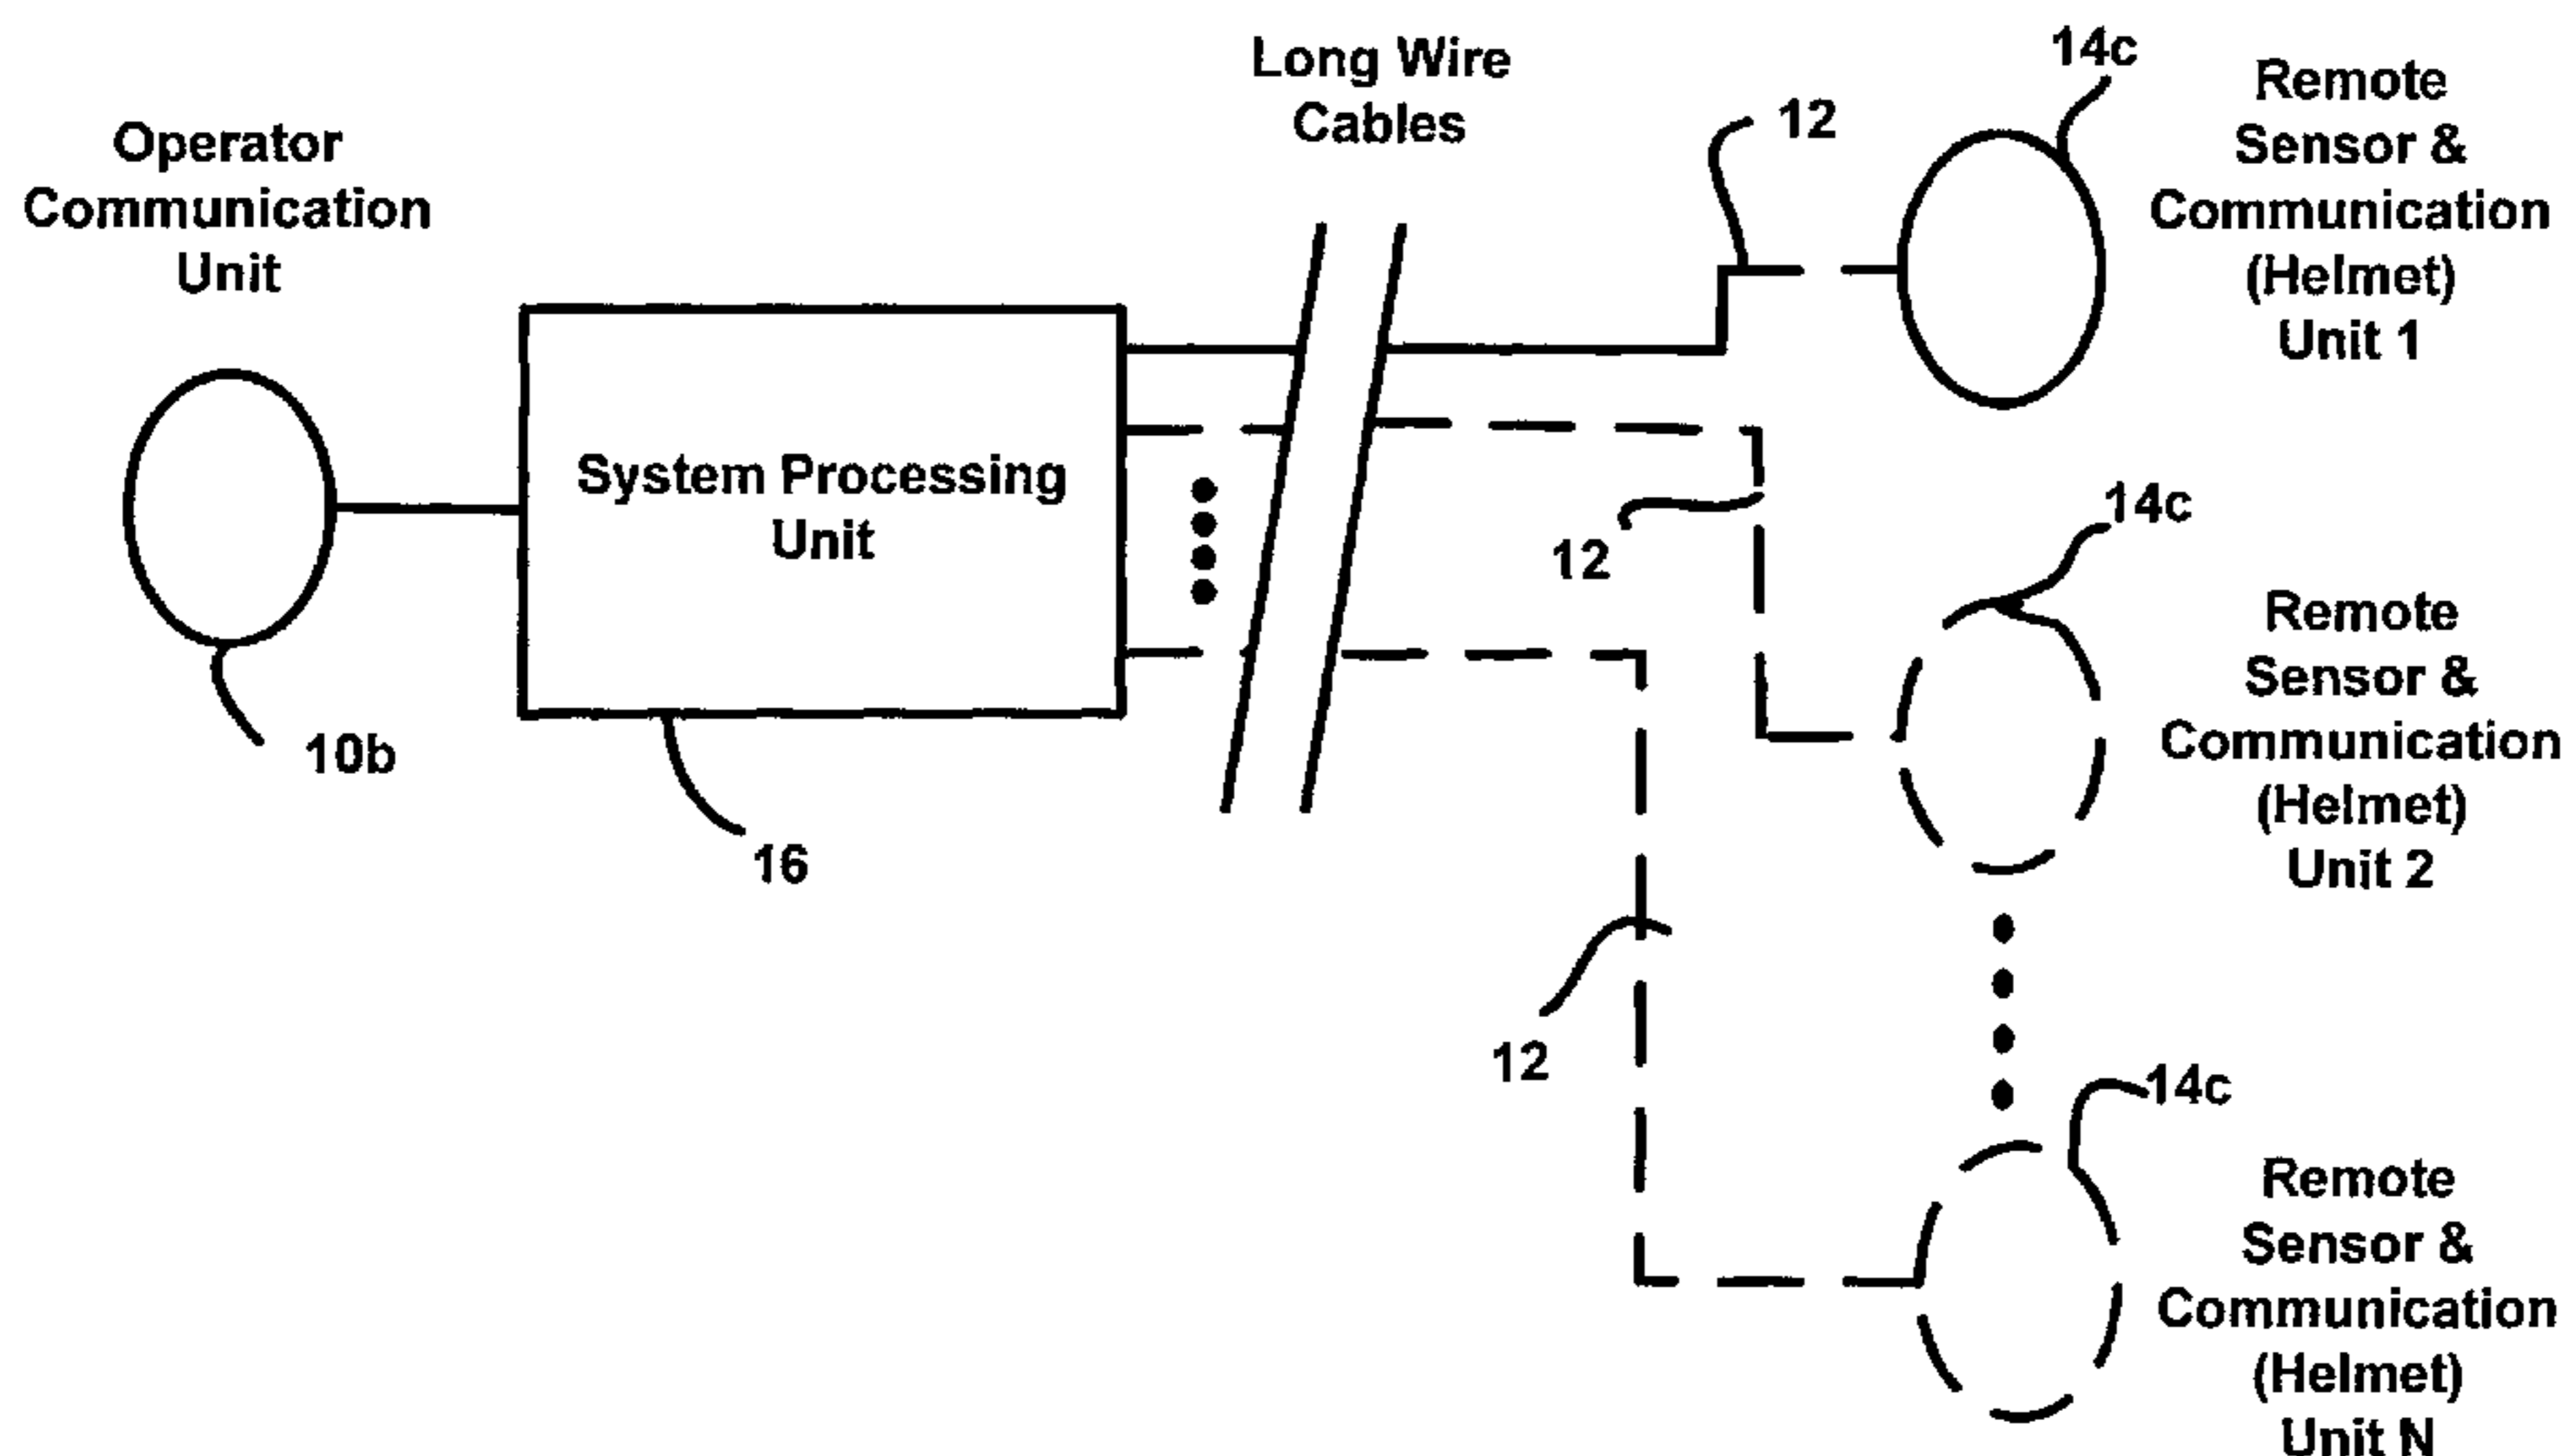 Operator
Communication
Unit
10b
System Processing
Unit
16
Long Wire
Cables
12
14c
Remote
Sensor &
Communication
(Helmet)
Unit 1
12
14c
Remote
Sensor &
Communication
(Helmet)
Unit 2
12
14c
Remote
Sensor &
Communication
(Helmet)
Unit N